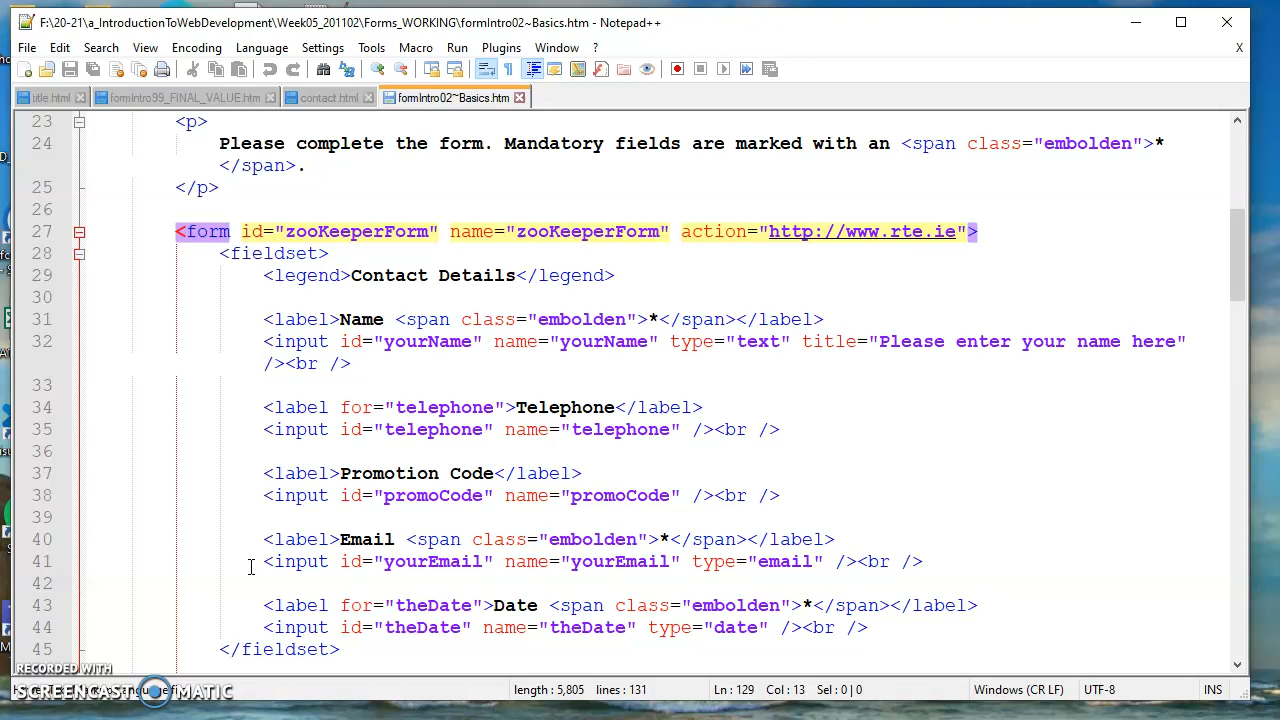 F:\20-21\a_IntroductionToWebDevelopment\Week05_201102\Forms_WORKING\formIntro02~Basics.htm - Notepad++
File Edit Search View Encoding Language Settings Tools Macro Run Plugins Window ? X
title.html formIntro99_FINAL_VALUE.htm contact.html formIntro02~Basics.htm
23 <p>
24 Please complete the form. Mandatory fields are marked with an <span class="embolden">*
</span>.
25 </p>
26
27 <form id="zooKeeperForm" name="zooKeeperForm" action="http://www.rte.ie">
28 <fieldset>
29 <legend>Contact Details</legend>
30
31 <label>Name <span class="embolden">*</span></label>
32 <input id="yourName" name="yourName" type="text" title="Please enter your name here"
/><br />
33
34 <label for="telephone">Telephone</label>
35 <input id="telephone" name="telephone" /><br />
36
37 <label>Promotion Code</label>
38 <input id="promoCode" name="promoCode" /><br />
39
40 <label>Email <span class="embolden">*</span></label>
41 <input id="yourEmail" name="yourEmail" type="email" /><br />
42
43 <label for="theDate">Date <span class="embolden">*</span></label>
44 <input id="theDate" name="theDate" type="date" /><br />
45 </fieldset>
RECORDED WITH
SCREENCAST-O-MATIC
length : 5,805 lines : 131 Ln : 129 Col : 13 Sel : 0 | 0 Windows (CR LF) UTF-8 INS